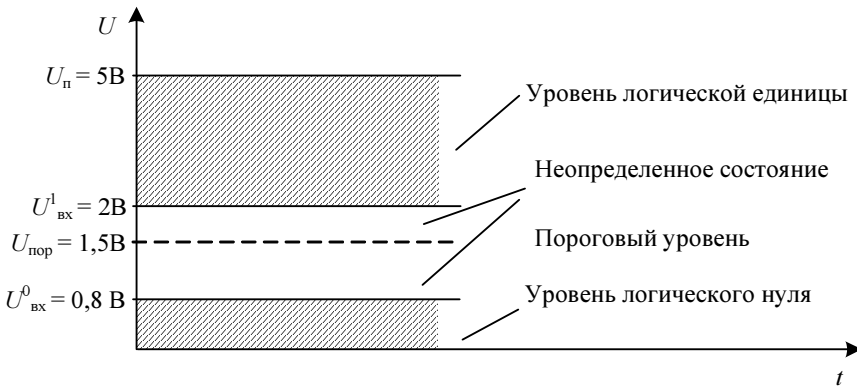 U
Uп = 5В
Уровень логической единицы
Неопределенное состояние
U¹вх = 2В
Uпор = 1,5В
Пороговый уровень
U⁰вх = 0,8 В
Уровень логического нуля
t